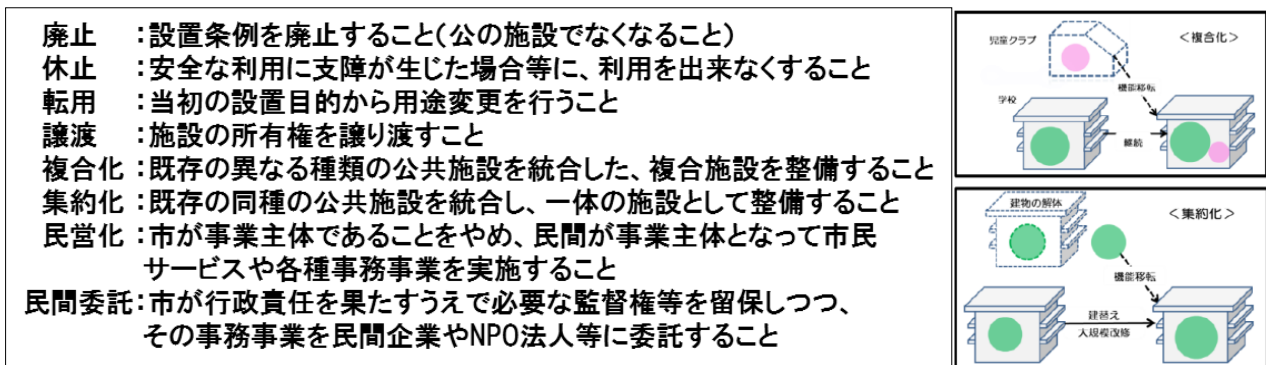 廃止　：設置条例を廃止すること(公の施設でなくなること)
休止　：安全な利用に支障が生じた場合等に、利用を出来なくすること
転用　：当初の設置目的から用途変更を行うこと
譲渡　：施設の所有権を譲り渡すこと
複合化：既存の異なる種類の公共施設を統合した、複合施設を整備すること
集約化：既存の同種の公共施設を統合し、一体の施設として整備すること
民営化：市が事業主体であることをやめ、民間が事業主体となって市民
サービスや各種事務事業を実施すること
民間委託：市が行政責任を果たすうえで必要な監督権等を留保しつつ、
その事務事業を民間企業やNPO法人等に委託すること
＜複合化＞
児童クラブ
機能移転
学校
継続
＜集約化＞
建物の解体
機能移転
建替え
大規模改修